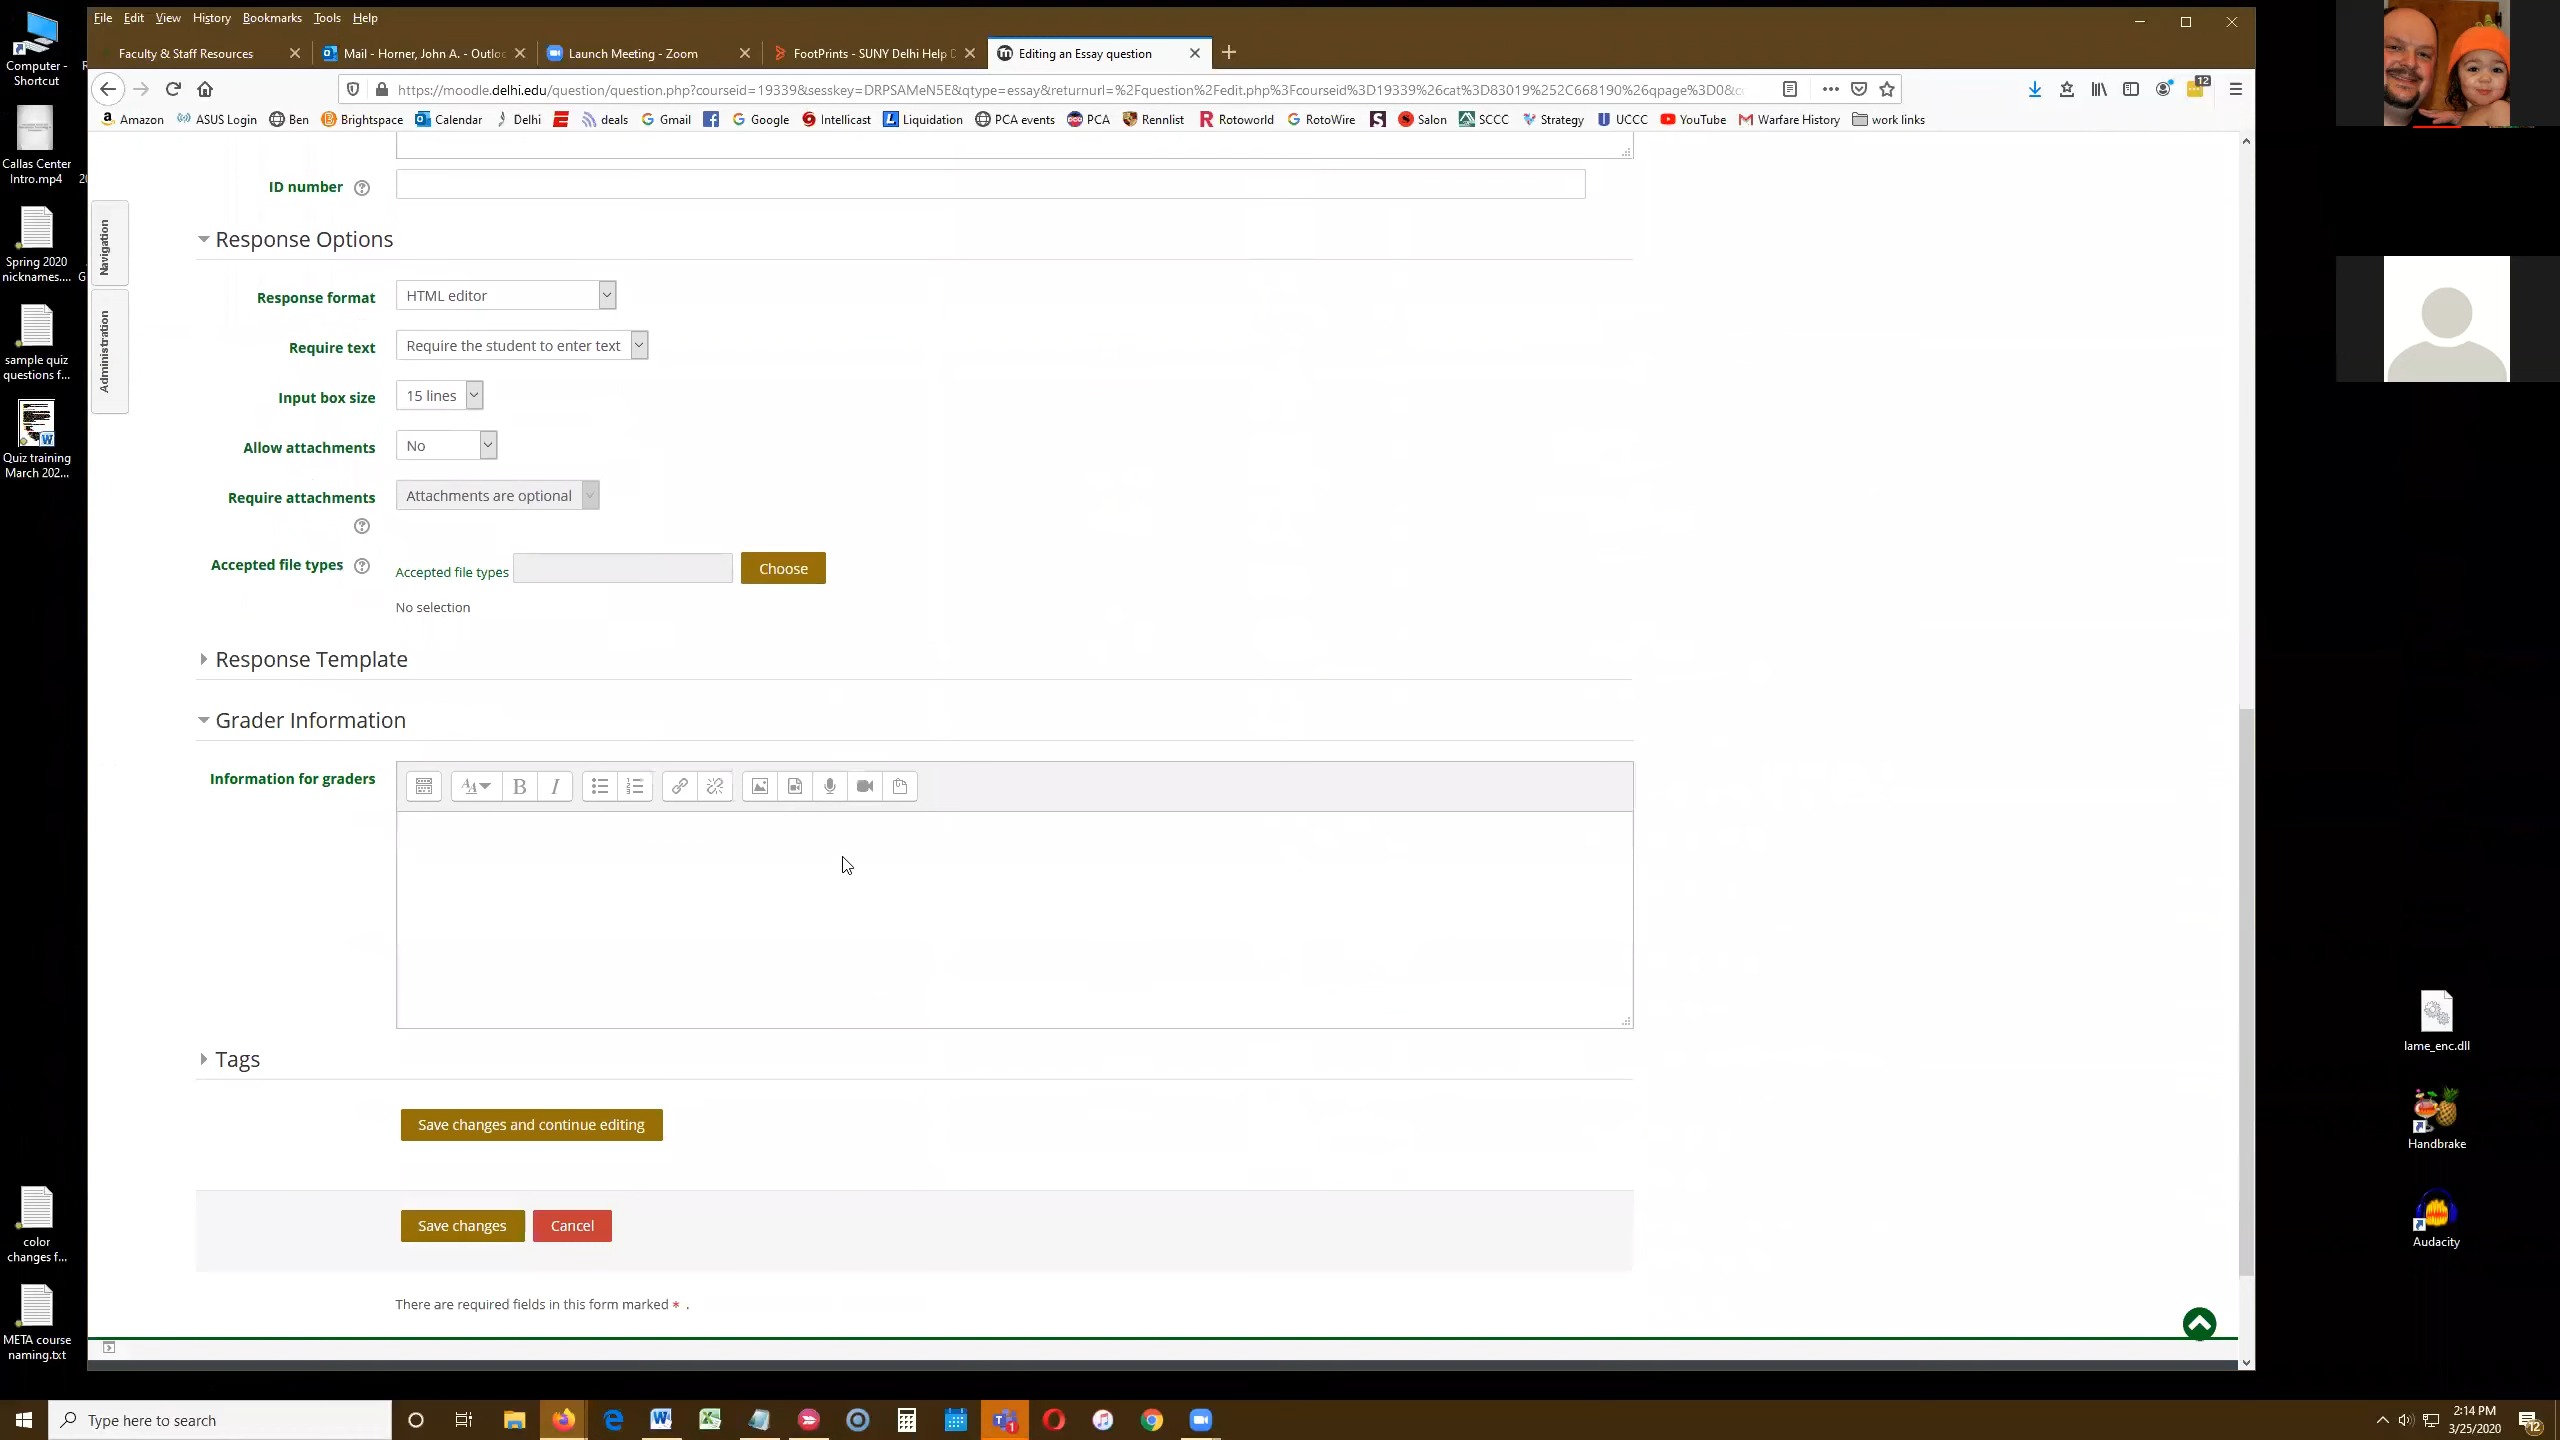 File Edit View History Bookmarks Tools Help
Faculty & Staff Resources
Mail - Horner, John A. - Outlo
Launch Meeting - Zoom
FootPrints - SUNY Delhi Help D
Editing an Essay question
https://moodle.delhi.edu/question/question.php?courseid=19339&sesskey=DRPSAMeN5E&qtype=essay&returnurl=%2Fquestion%2Fedit.php%3Fcourseid%3D19339%26cat%3D83019%252C668190%26qpage%3D0&c
12
Amazon ASUS Login Ben Brightspace Calendar Delhi deals Gmail Google Intellicast Liquidation PCA events PCA Rennlist Rotoworld RotoWire Salon SCCC Strategy UCCC YouTube Warfare History work links
Computer -
Shortcut
Callas Center
Intro.mp4
Spring 2020
nicknames....
sample quiz
questions f...
Quiz training
March 202...
color
changes f...
META course
naming.txt
Navigation
Administration
ID number
Response Options
Response format HTML editor
Require text Require the student to enter text
Input box size 15 lines
Allow attachments No
Require attachments Attachments are optional
Accepted file types Accepted file types Choose
No selection
Response Template
Grader Information
Information for graders
Tags
Save changes and continue editing
Save changes Cancel
There are required fields in this form marked * .
lame_enc.dll
Handbrake
Audacity
Type here to search
2:14 PM
3/25/2020
12